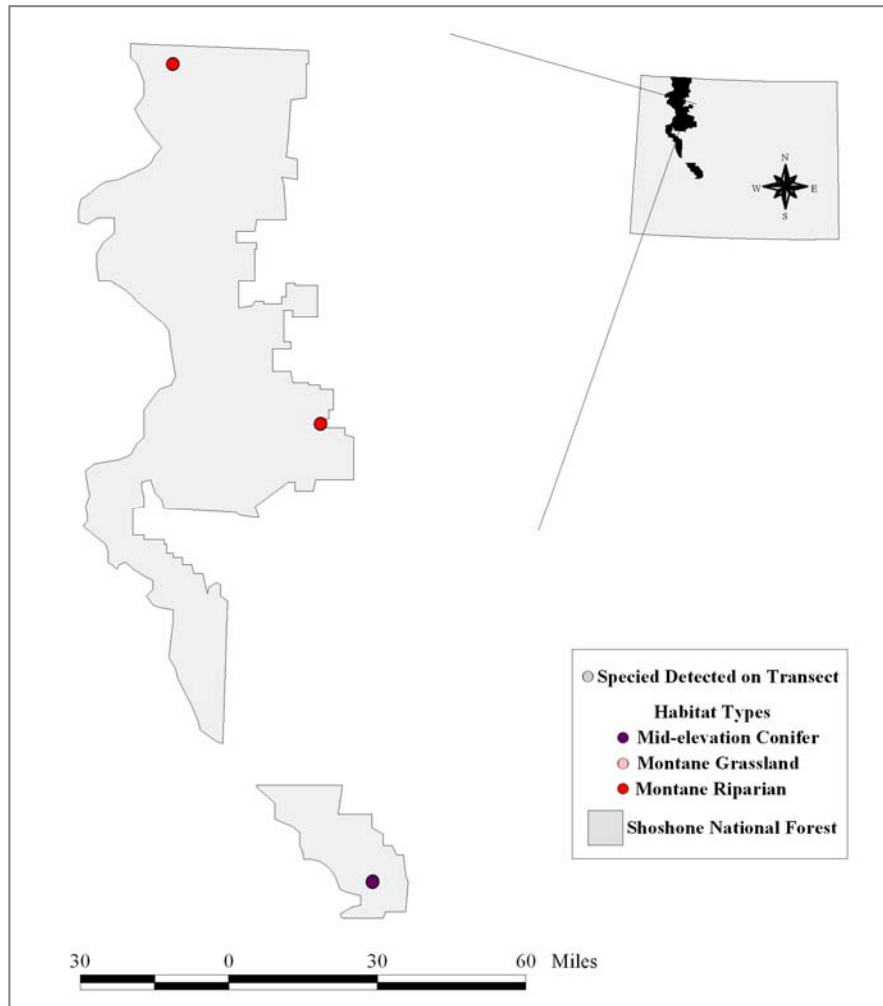 N
W E
S
Specied Detected on Transect
Habitat Types
Mid-elevation Conifer
Montane Grassland
Montane Riparian
Shoshone National Forest
30 0 30 60 Miles